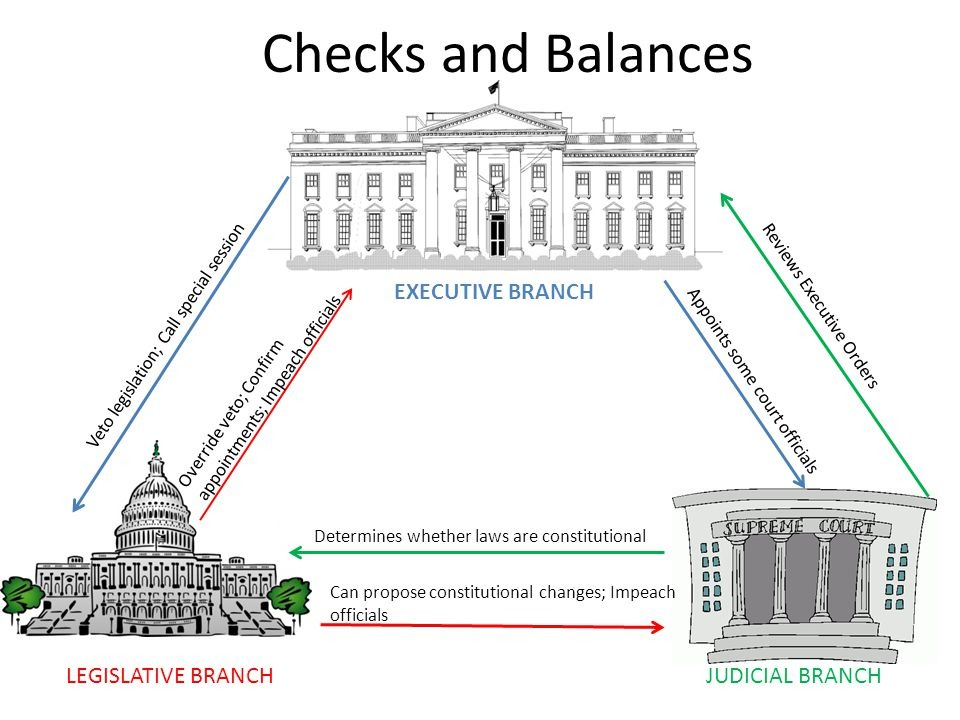 Checks and Balances
EXECUTIVE BRANCH
Veto legislation; Call special session
Override veto; Confirm
appointments; Impeach officials
Appoints some court officials
Reviews Executive Orders
SUPREME COURT
Determines whether laws are constitutional
Can propose constitutional changes; Impeach
officials
LEGISLATIVE BRANCH
JUDICIAL BRANCH